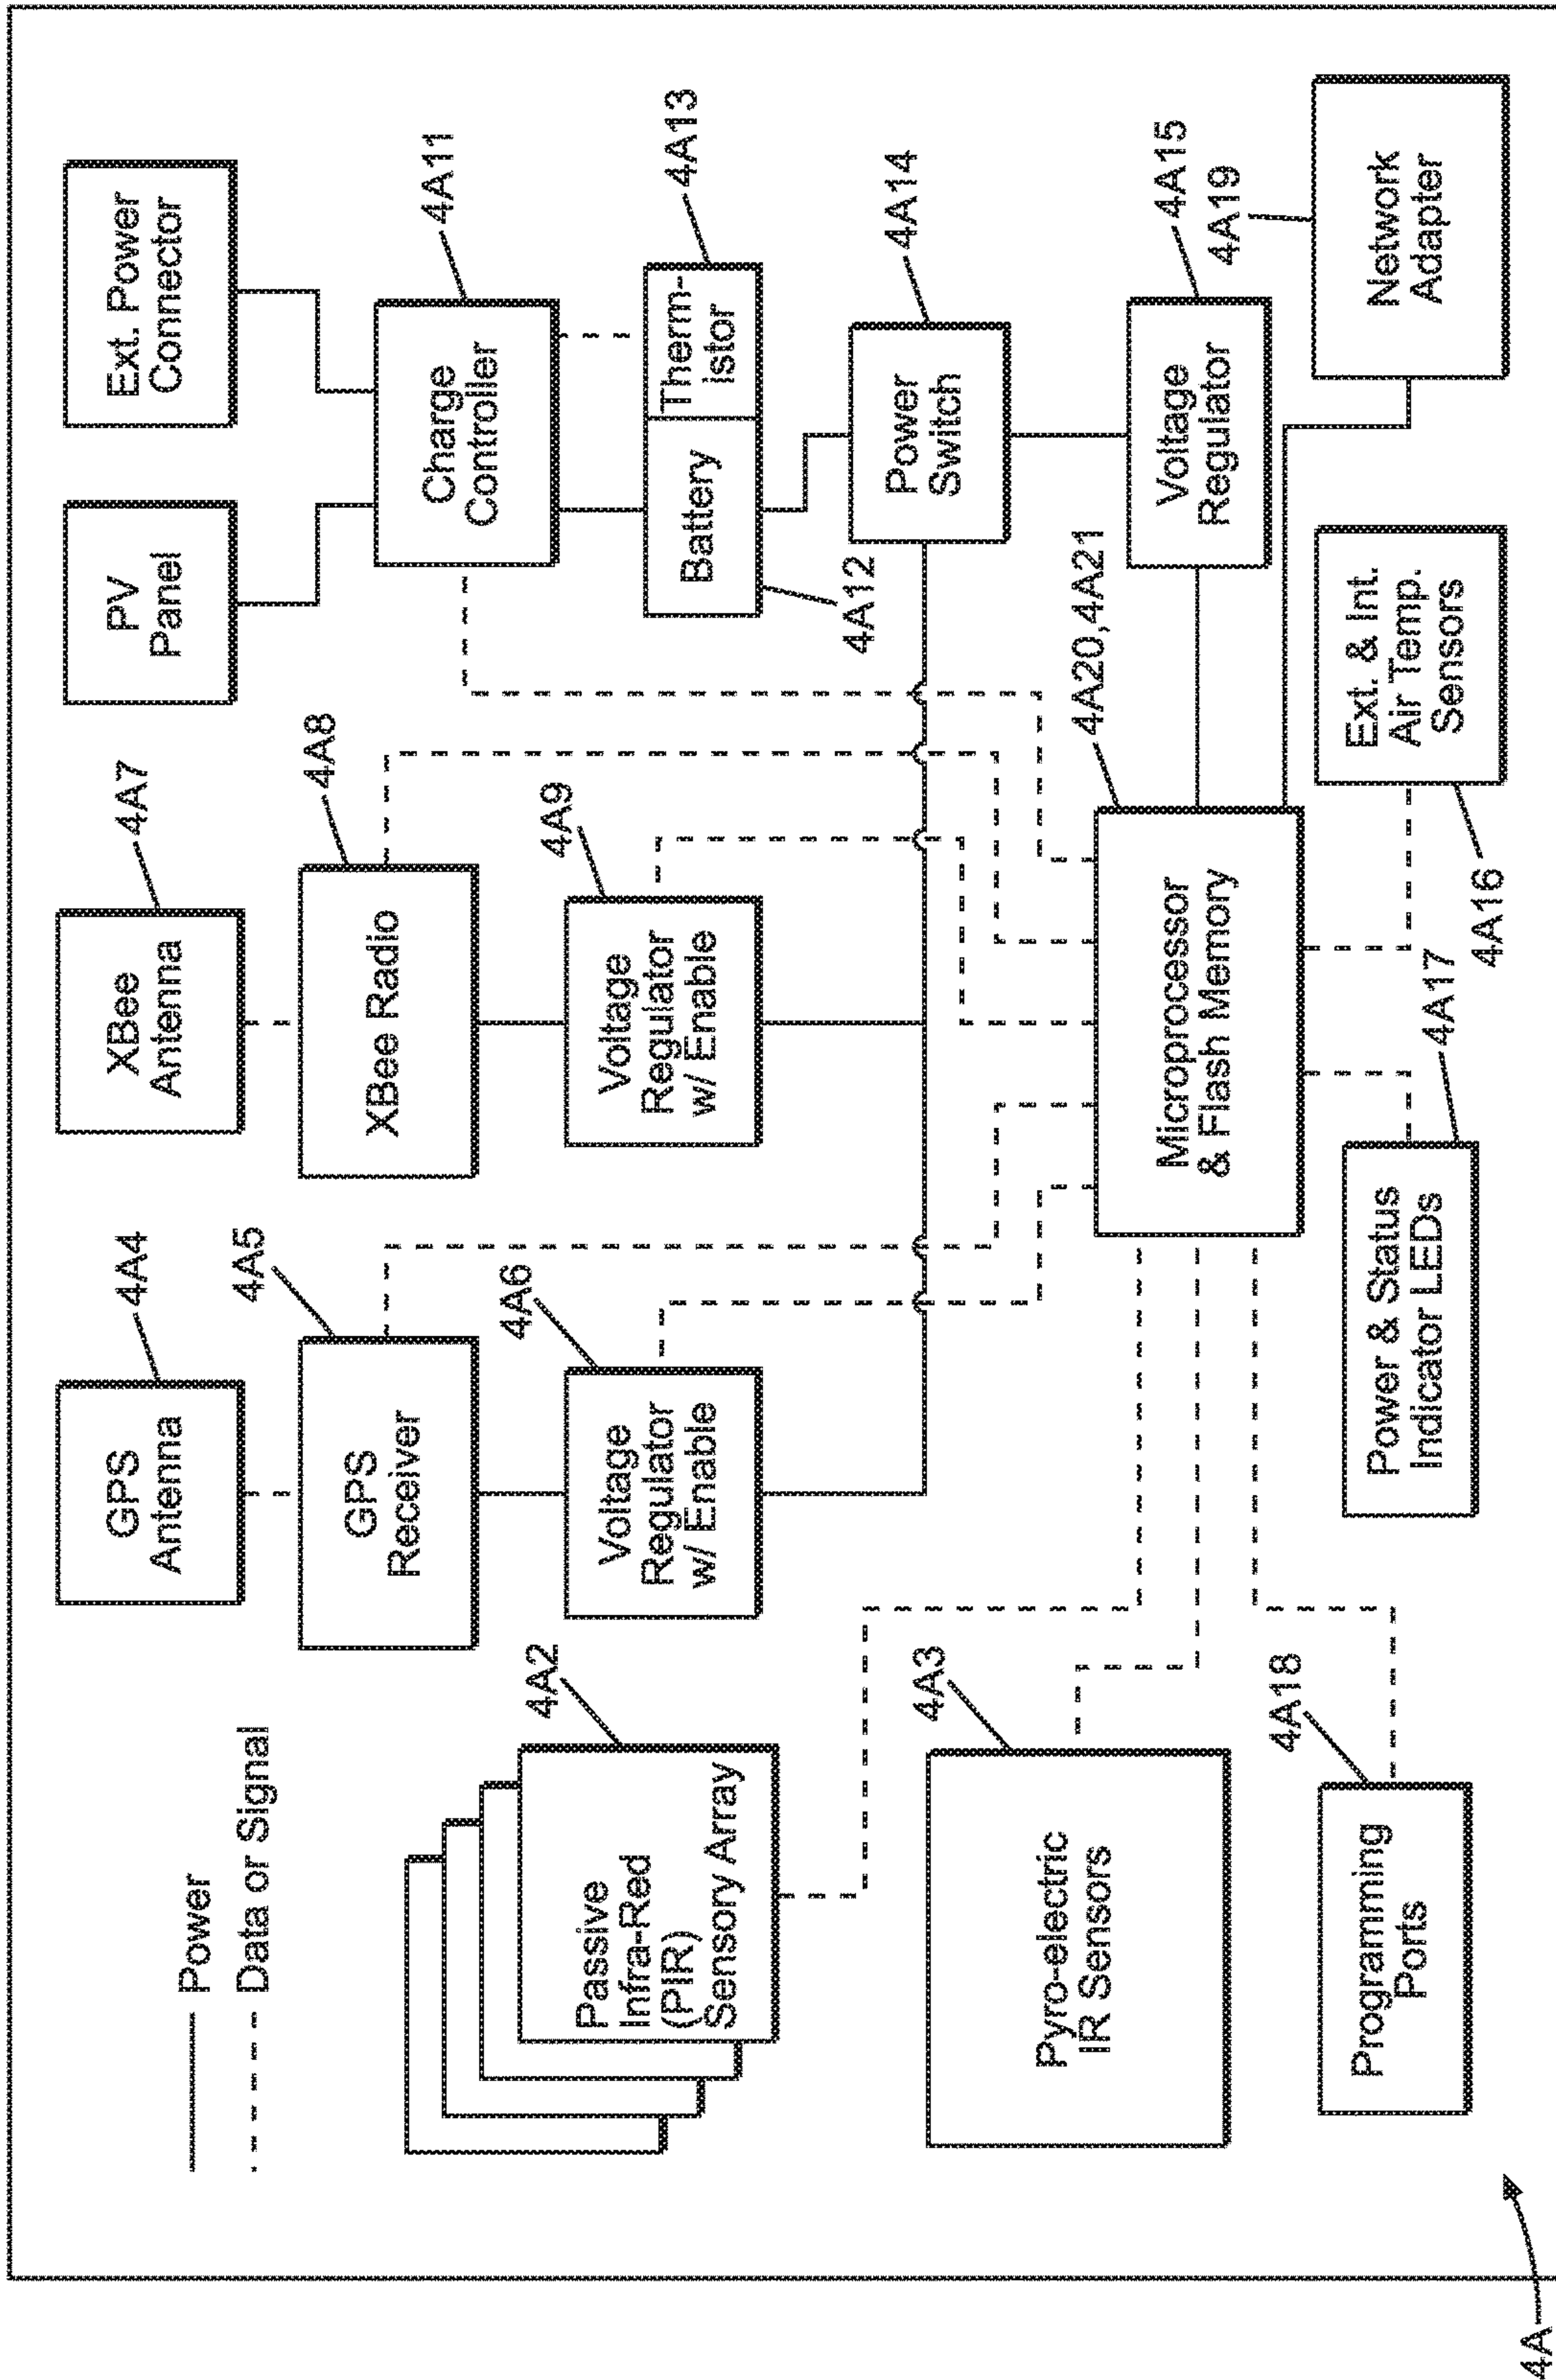 Power
Data or Signal
GPS
Antenna
4A4
XBee
Antenna
4A7
PV
Panel
Ext. Power
Connector
GPS
Receiver
4A5
XBee Radio
4A8
Charge
Controller
4A11
Passive
Infra-Red
(PIR)
Sensory Array
4A2
Voltage
Regulator
w/ Enable
4A6
Voltage
Regulator
w/ Enable
4A9
Battery
4A12
Therm-
istor
4A13
Power
Switch
4A14
Pyro-electric
IR Sensors
4A3
Microprocessor
& Flash Memory
4A20,4A21
Voltage
Regulator
4A15
4A19
Network
Adapter
Programming
Ports
4A18
Power & Status
Indicator LEDs
4A17
Ext. & Int.
Air Temp.
Sensors
4A16
4A